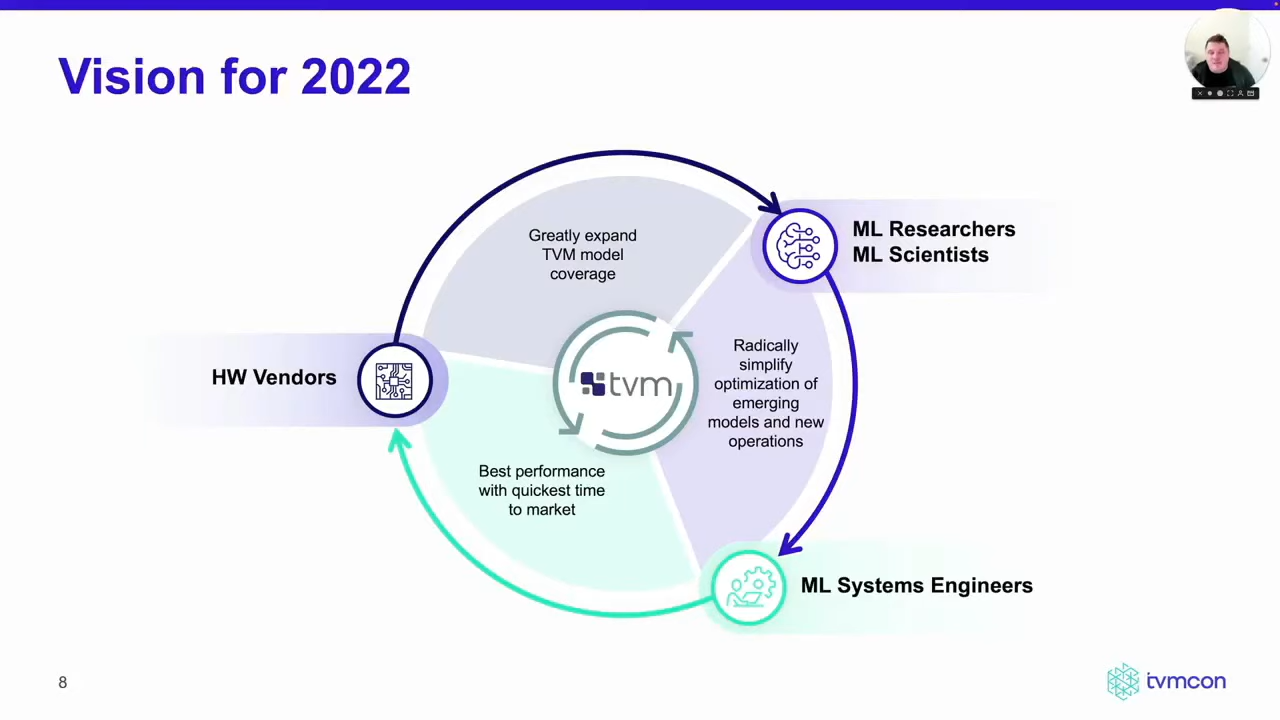 Vision for 2022
Greatly expand
TVM model
coverage
ML Researchers
ML Scientists
HW Vendors
tvm
Radically
simplify
optimization of
emerging
models and new
operations
Best performance
with quickest time
to market
ML Systems Engineers
8
tvmcon